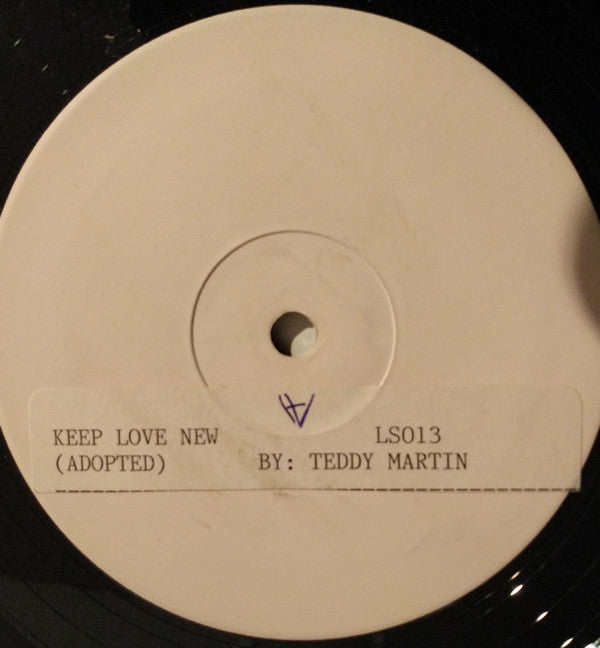 A
KEEP LOVE NEW LS013
(ADOPTED) BY: TEDDY MARTIN